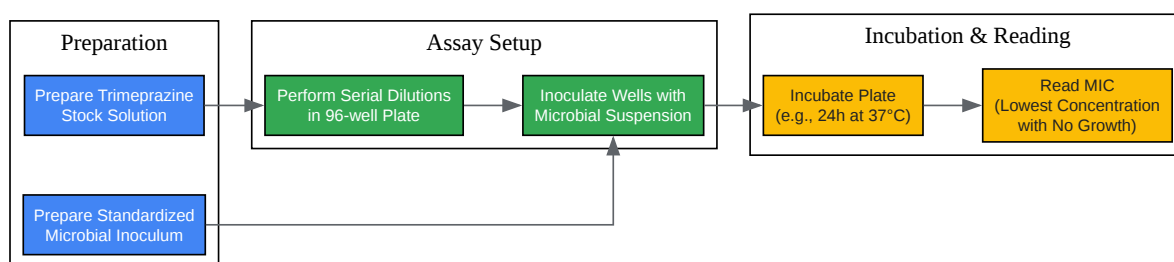 Preparation
Prepare Trimeprazine
Stock Solution
Prepare Standardized
Microbial Inoculum
Assay Setup
Perform Serial Dilutions
in 96-well Plate
Inoculate Wells with
Microbial Suspension
Incubation & Reading
Incubate Plate
(e.g., 24h at 37°C)
Read MIC
(Lowest Concentration
with No Growth)